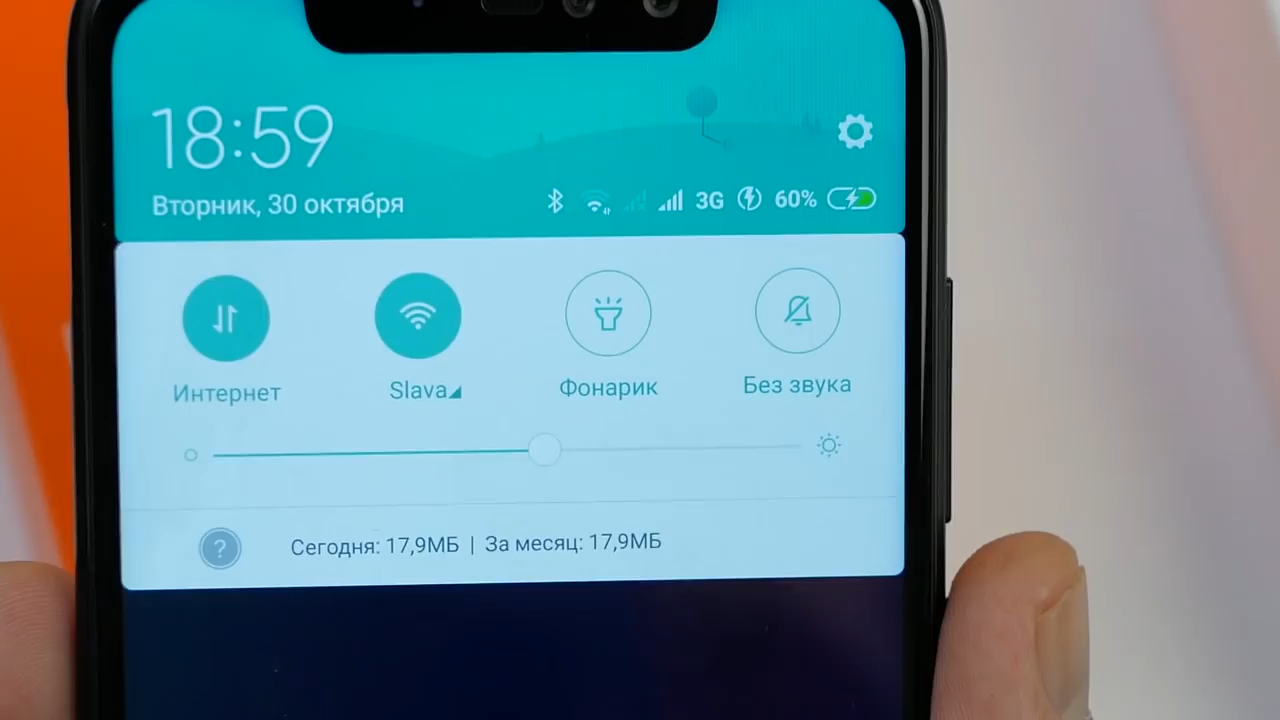 18:59
Вторник, 30 октября
3G 60%
Интернет
Slava
Фонарик
Без звука
? Сегодня: 17,9МБ | За месяц: 17,9МБ